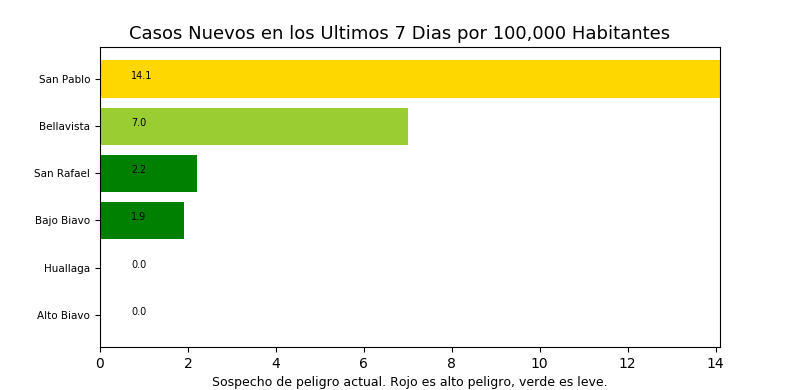 Casos Nuevos en los Ultimos 7 Dias por 100,000 Habitantes
San Pablo 14.1
Bellavista 7.0
San Rafael 2.2
Bajo Biavo 1.9
Huallaga 0.0
Alto Biavo 0.0
0 2 4 6 8 10 12 14
Sospecho de peligro actual. Rojo es alto peligro, verde es leve.